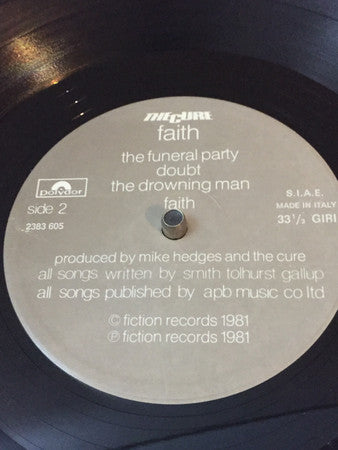 THE CURE
faith
the funeral party
doubt
the drowning man
faith
Polydor
side 2
2383 605
S.I.A.E.
MADE IN ITALY
33 1/3 GIRI
produced by mike hedges and the cure
all songs written by smith tolhurst gallup
all songs published by apb music co ltd
© fiction records 1981
℗ fiction records 1981